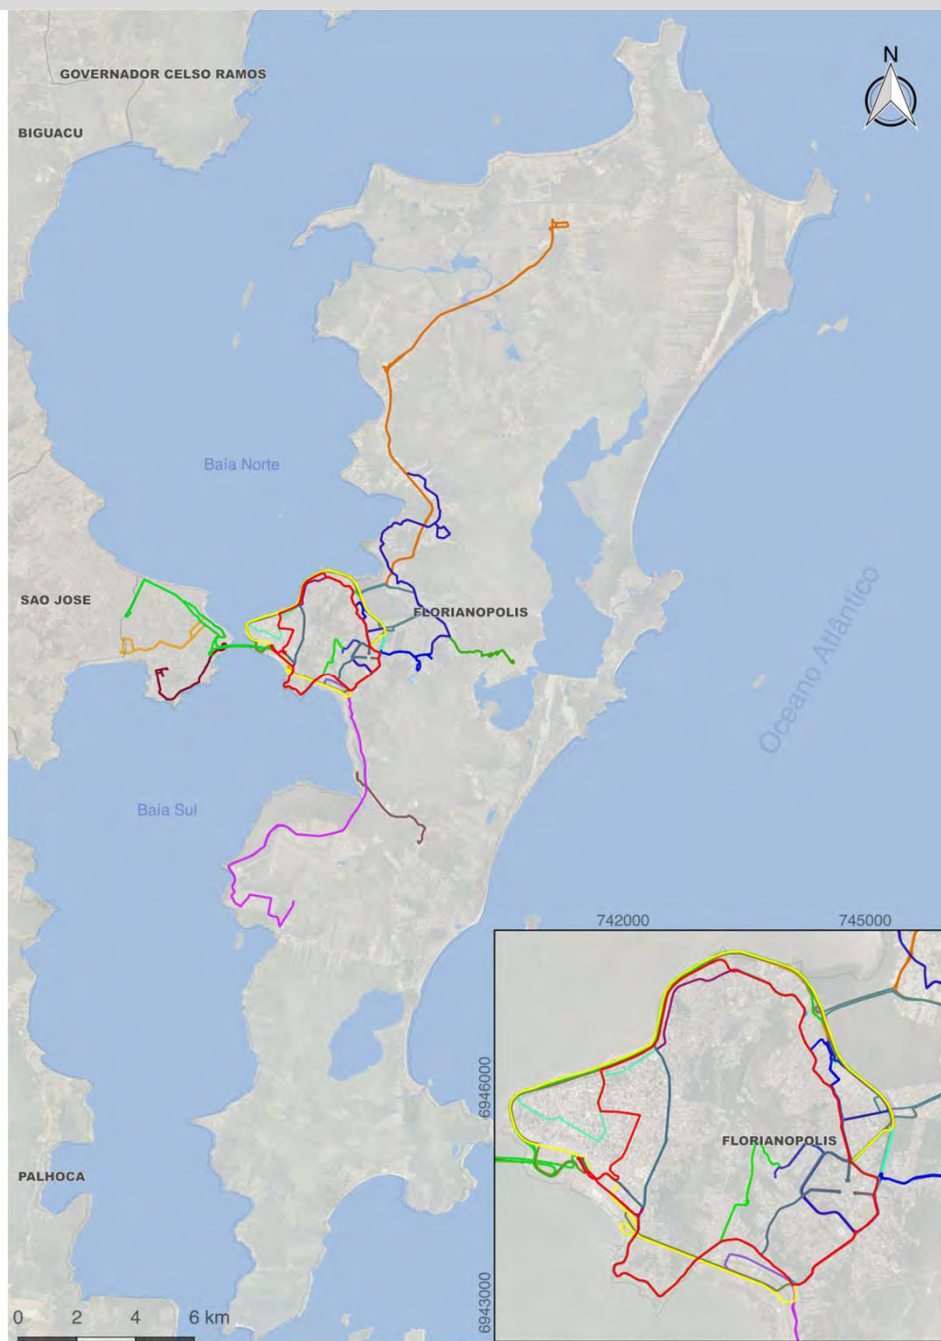 N
GOVERNADOR CELSO RAMOS
BIGUACU
Baía Norte
SAO JOSE
FLORIANOPOLIS
Oceano Atlântico
Baía Sul
742000
745000
6946000
FLORIANOPOLIS
PALHOCA
6943000
0 2 4 6 km